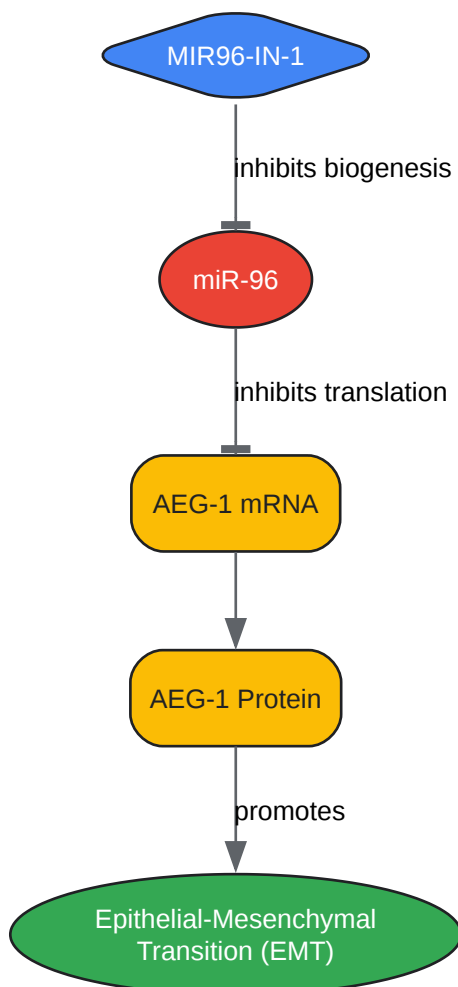 MIR96-IN-1
inhibits biogenesis
miR-96
inhibits translation
AEG-1 mRNA
AEG-1 Protein
promotes
Epithelial-Mesenchymal
Transition (EMT)